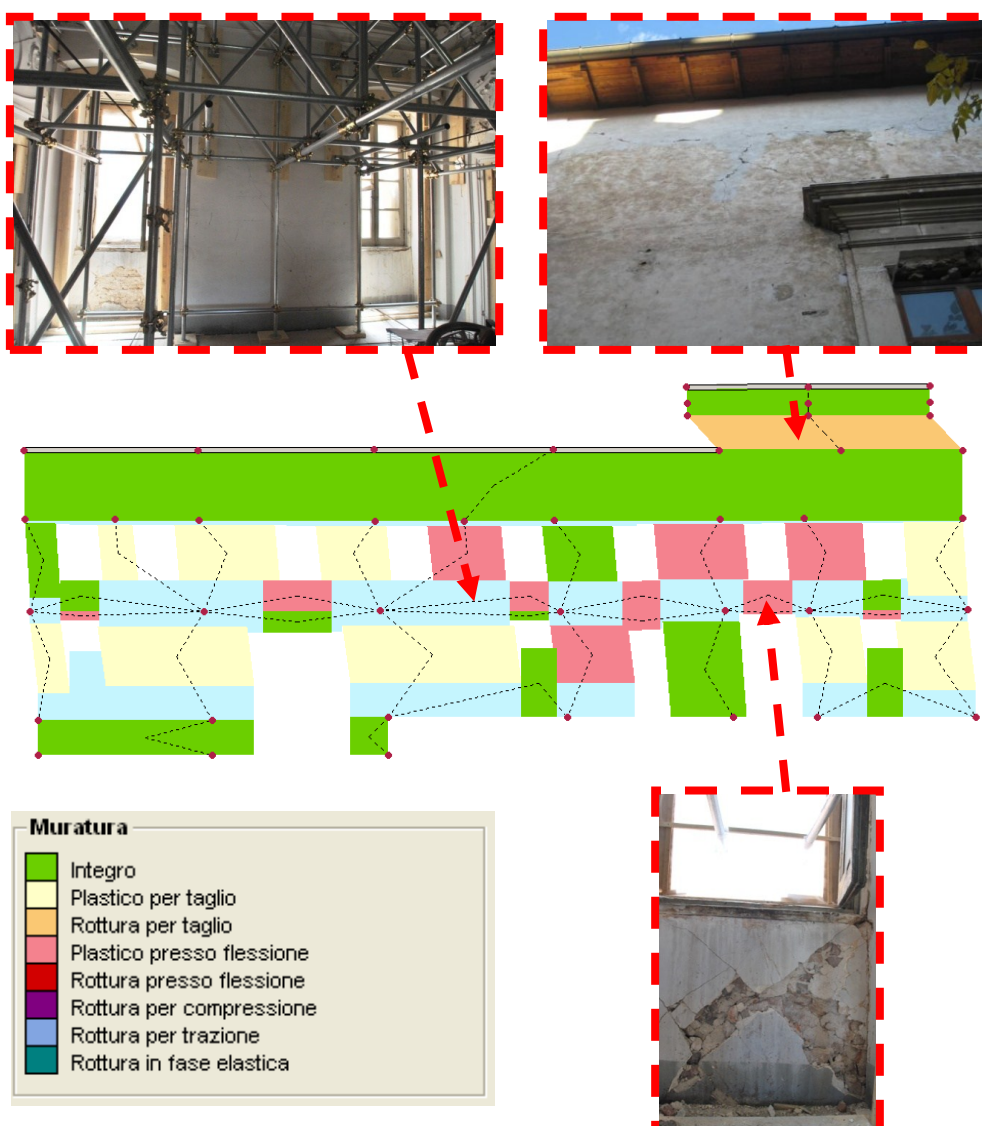 Muratura
Integro
Plastico per taglio
Rottura per taglio
Plastico presso flessione
Rottura presso flessione
Rottura per compressione
Rottura per trazione
Rottura in fase elastica